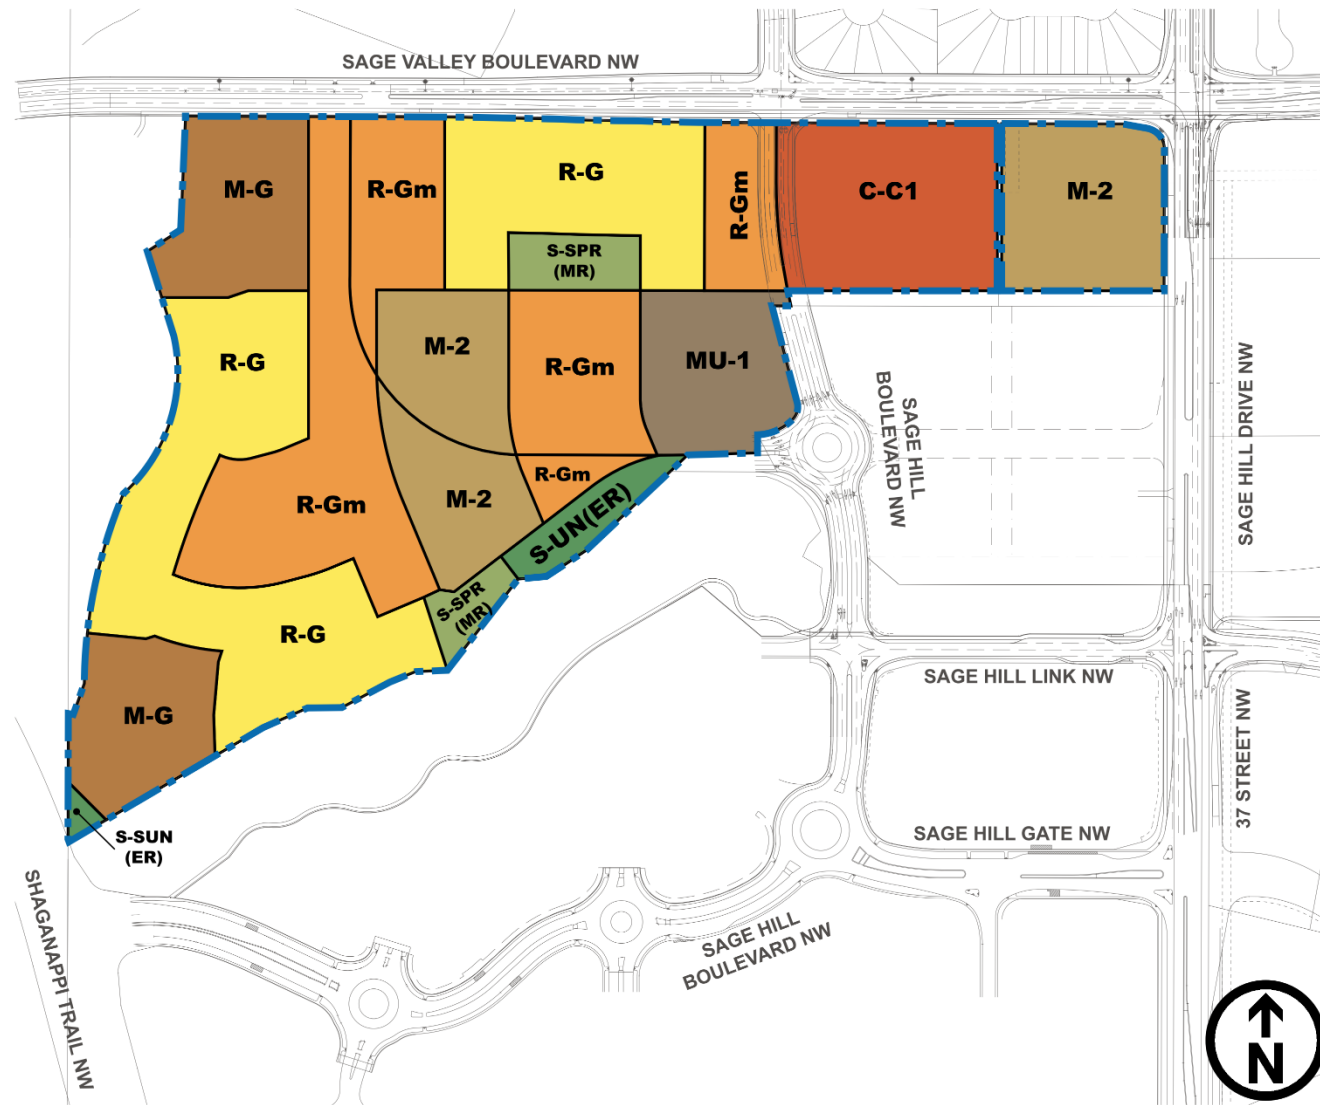 SAGE VALLEY BOULEVARD NW
M-G
R-Gm
R-G
R-Gm
C-C1
M-2
S-SPR
(MR)
R-G
M-2
R-Gm
MU-1
SAGE HILL
BOULEVARD NW
SAGE HILL DRIVE NW
R-Gm
M-2
R-Gm
S-UN(ER)
S-SPR
(MR)
R-G
M-G
SAGE HILL LINK NW
37 STREET NW
S-SUN
(ER)
SAGE HILL GATE NW
SHAGANAPPI TRAIL NW
SAGE HILL
BOULEVARD NW
N